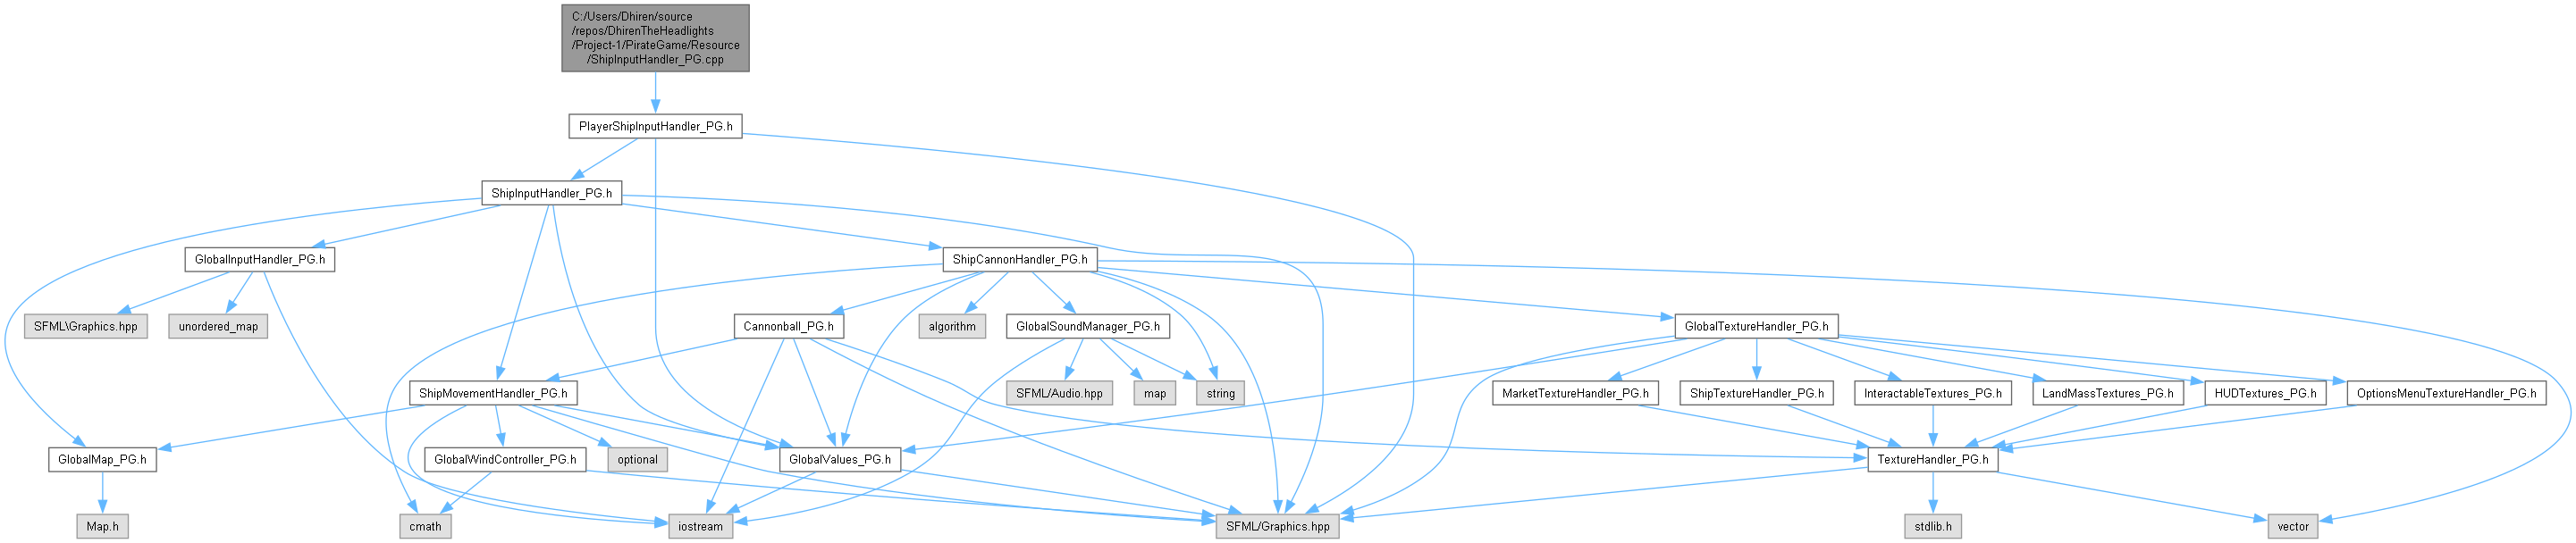 C:/Users/Dhiren/source
/repos/DhirenTheHeadlights
/Project-1/PirateGame/Resource
/ShipInputHandler_PG.cpp
PlayerShipInputHandler_PG.h
ShipInputHandler_PG.h
GlobalInputHandler_PG.h
ShipCannonHandler_PG.h
SFML\Graphics.hpp
unordered_map
Cannonball_PG.h
algorithm
GlobalSoundManager_PG.h
GlobalTextureHandler_PG.h
ShipMovementHandler_PG.h
SFML/Audio.hpp
map
string
MarketTextureHandler_PG.h
ShipTextureHandler_PG.h
InteractableTextures_PG.h
LandMassTextures_PG.h
HUDTextures_PG.h
OptionsMenuTextureHandler_PG.h
GlobalMap_PG.h
GlobalWindController_PG.h
optional
GlobalValues_PG.h
TextureHandler_PG.h
Map.h
cmath
iostream
SFML/Graphics.hpp
stdlib.h
vector